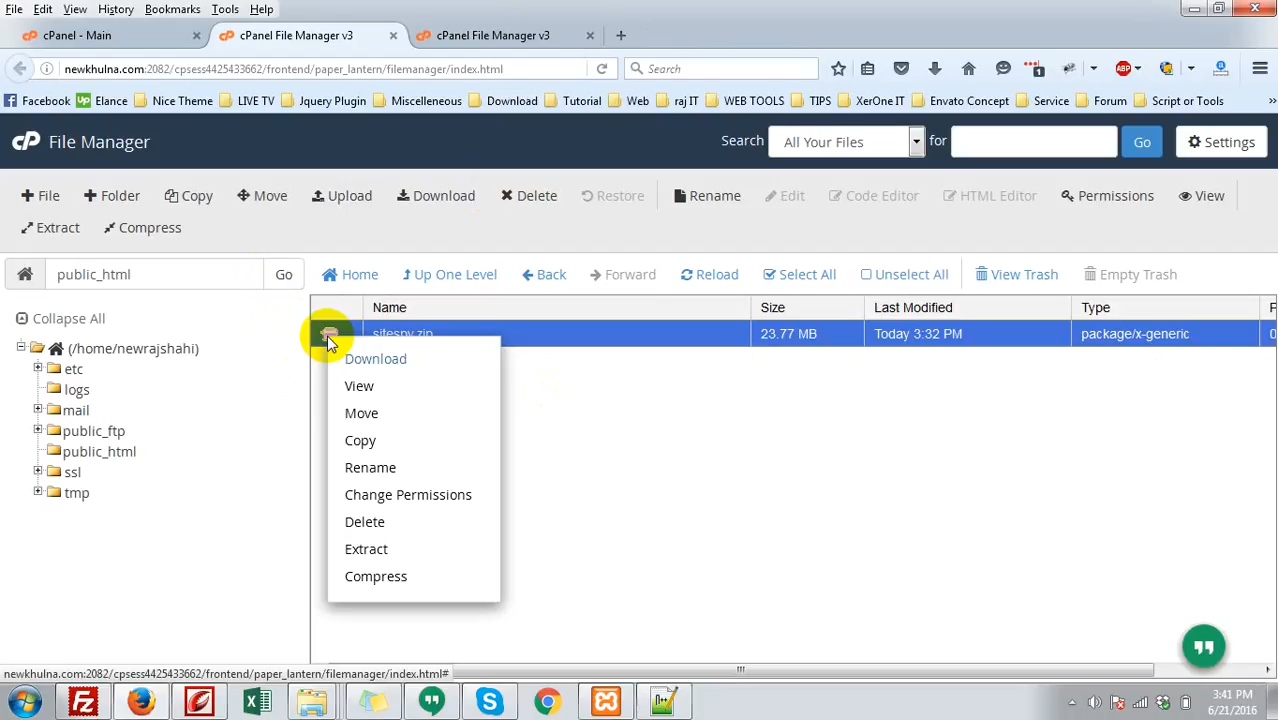 File Edit View History Bookmarks Tools Help
cPanel - Main × cPanel File Manager v3 × cPanel File Manager v3 × +
newkhulna.com:2082/cpsess4425433662/frontend/paper_lantern/filemanager/index.html Search 1 ABP
Facebook Up Elance Nice Theme LIVE TV Jquery Plugin Miscelleneous Download Tutorial Web raj IT WEB TOOLS TIPS XerOne IT Envato Concept Service Forum Script or Tools »
cP File Manager Search All Your Files for Go Settings
+ File + Folder Copy Move Upload Download Delete Restore Rename Edit Code Editor HTML Editor Permissions View
Extract Compress
public_html Go Home Up One Level Back Forward Reload Select All Unselect All View Trash Empty Trash
Name Size Last Modified Type P
Collapse All
sitespy.zip 23.77 MB Today 3:32 PM package/x-generic 0
(/home/newrajshahi)
etc
logs
mail
public_ftp
public_html
ssl
tmp
Download
View
Move
Copy
Rename
Change Permissions
Delete
Extract
Compress
newkhulna.com:2082/cpsess4425433662/frontend/paper_lantern/filemanager/index.html#
3:41 PM
6/21/2016